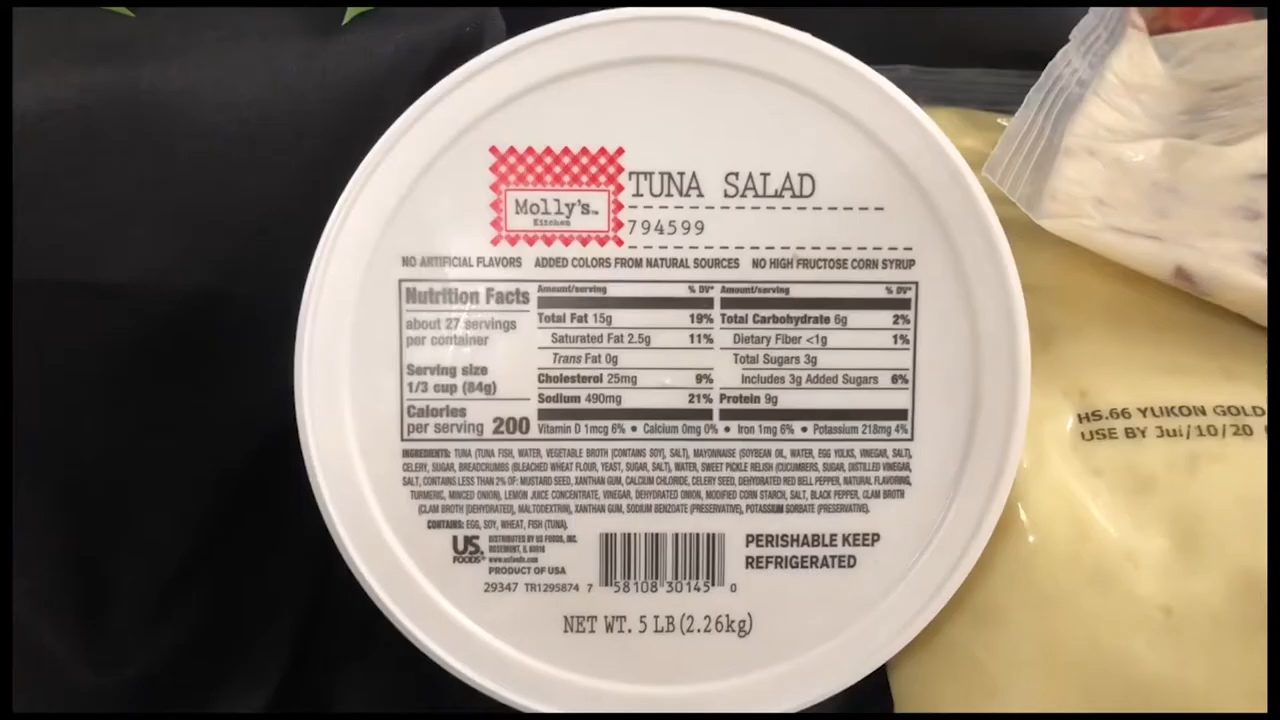 TUNA SALAD
Molly's™
Kitchen
794599
NO ARTIFICIAL FLAVORS ADDED COLORS FROM NATURAL SOURCES NO HIGH FRUCTOSE CORN SYRUP
Nutrition Facts
about 27 servings
per container
Serving size
1/3 cup (84g)
Calories
per serving 200
Amount/serving % DV*
Total Fat 15g 19%
Saturated Fat 2.5g 11%
Trans Fat 0g
Cholesterol 25mg 9%
Sodium 490mg 21%
Amount/serving % DV*
Total Carbohydrate 6g 2%
Dietary Fiber <1g 1%
Total Sugars 3g
Includes 3g Added Sugars 6%
Protein 9g
Vitamin D 1mcg 6% • Calcium 0mg 0% • Iron 1mg 6% • Potassium 218mg 4%
INGREDIENTS: TUNA (TUNA FISH, WATER, VEGETABLE BROTH [CONTAINS SOY], SALT), MAYONNAISE (SOYBEAN OIL, WATER, EGG YOLKS, VINEGAR, SALT),
CELERY, SUGAR, BREADCRUMBS (BLEACHED WHEAT FLOUR, YEAST, SUGAR, SALT), WATER, SWEET PICKLE RELISH (CUCUMBERS, SUGAR, DISTILLED VINEGAR,
SALT, CONTAINS LESS THAN 2% OF: MUSTARD SEED, XANTHAN GUM, CALCIUM CHLORIDE, CELERY SEED, DEHYDRATED RED BELL PEPPER, NATURAL FLAVORING,
TURMERIC, MINCED ONION), LEMON JUICE CONCENTRATE, VINEGAR, DEHYDRATED ONION, MODIFIED CORN STARCH, SALT, BLACK PEPPER, CLAM BROTH
(CLAM BROTH [DEHYDRATED], MALTODEXTRIN), XANTHAN GUM, SODIUM BENZOATE (PRESERVATIVE), POTASSIUM SORBATE (PRESERVATIVE).
CONTAINS: EGG, SOY, WHEAT, FISH (TUNA).
US.
FOODS
DISTRIBUTED BY US FOODS, INC.
ROSEMONT, IL 60018
www.usfoods.com
PRODUCT OF USA
29347 TR1295874 7 58108 30145 0
PERISHABLE KEEP
REFRIGERATED
NET WT. 5 LB (2.26kg)
HS.66 YUKON GOLD
USE BY Jul/10/20